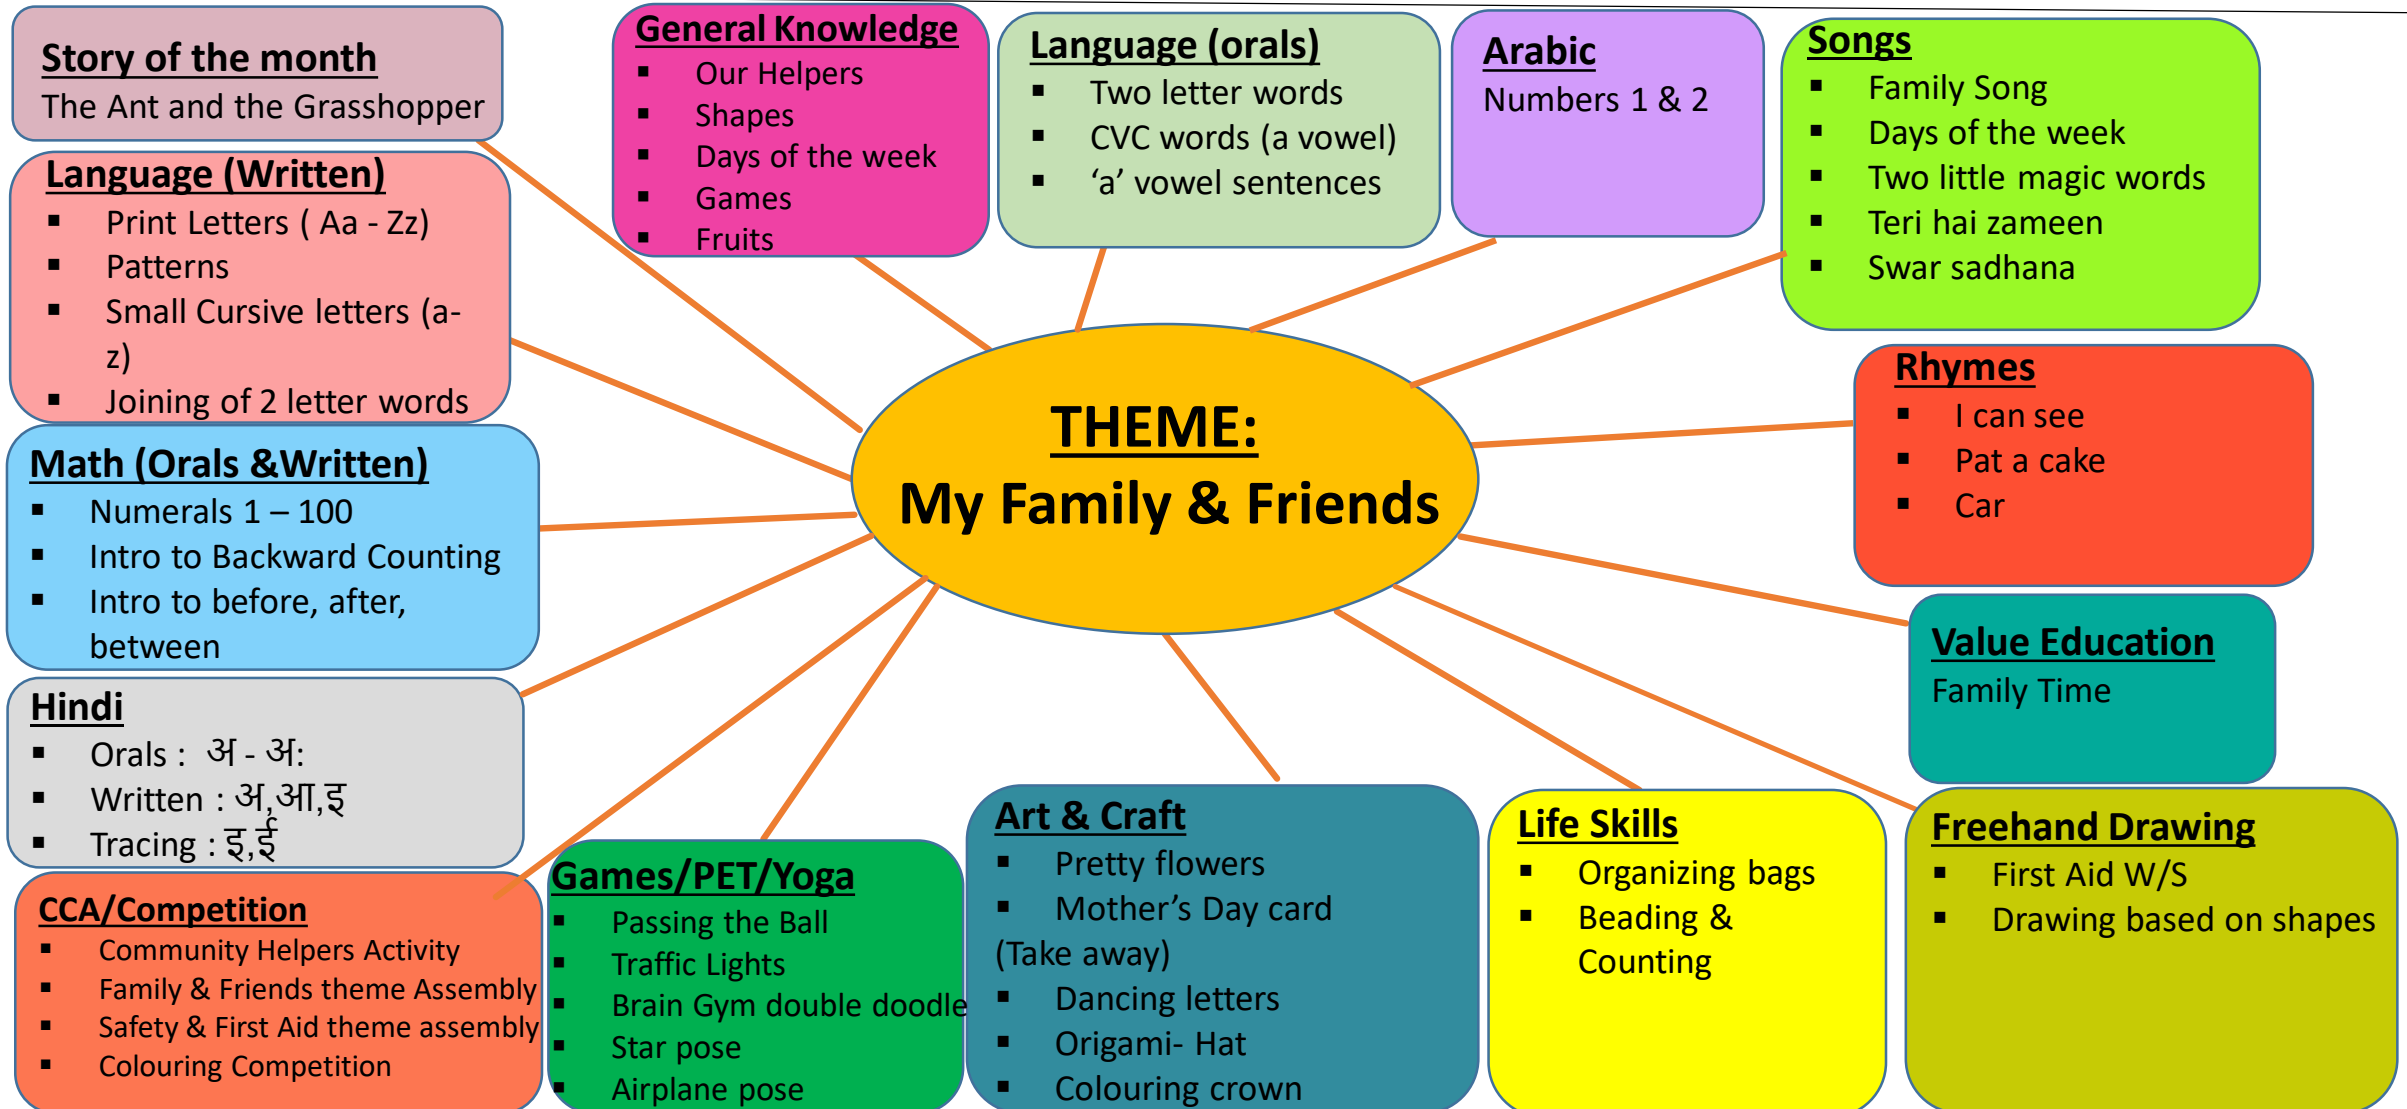 Story of the month
The Ant and the Grasshopper
General Knowledge
▪ Our Helpers
▪ Shapes
▪ Days of the week
▪ Games
▪ Fruits
Language (orals)
▪ Two letter words
▪ CVC words (a vowel)
▪ ‘a’ vowel sentences
Arabic
Numbers 1 & 2
Songs
▪ Family Song
▪ Days of the week
▪ Two little magic words
▪ Teri hai zameen
▪ Swar sadhana
Language (Written)
▪ Print Letters ( Aa - Zz)
▪ Patterns
▪ Small Cursive letters (a-
z)
▪ Joining of 2 letter words
THEME:
My Family & Friends
Rhymes
▪ I can see
▪ Pat a cake
▪ Car
Math (Orals &Written)
▪ Numerals 1 – 100
▪ Intro to Backward Counting
▪ Intro to before, after,
between
Value Education
Family Time
Hindi
▪ Orals : अ - अ:
▪ Written : अ,आ,इ
▪ Tracing : इ,ई
CCA/Competition
▪ Community Helpers Activity
▪ Family & Friends theme Assembly
▪ Safety & First Aid theme assembly
▪ Colouring Competition
Games/PET/Yoga
▪ Passing the Ball
▪ Traffic Lights
▪ Brain Gym double doodle
▪ Star pose
▪ Airplane pose
Art & Craft
▪ Pretty flowers
▪ Mother’s Day card
(Take away)
▪ Dancing letters
▪ Origami- Hat
▪ Colouring crown
Life Skills
▪ Organizing bags
▪ Beading &
Counting
Freehand Drawing
▪ First Aid W/S
▪ Drawing based on shapes